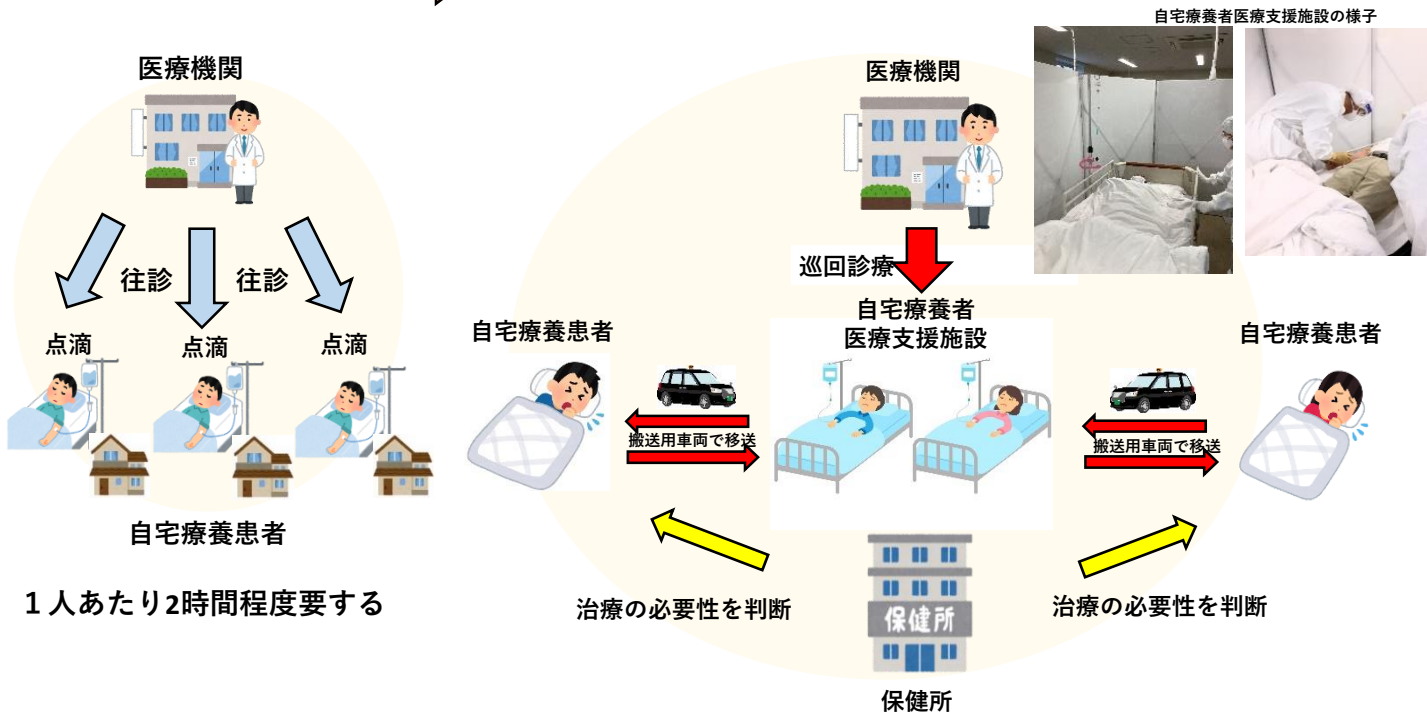 自宅療養者医療支援施設の様子
医療機関
往診
往診
点滴
点滴
点滴
自宅療養患者
１人あたり2時間程度要する
医療機関
巡回診療
自宅療養者
医療支援施設
自宅療養患者
自宅療養患者
搬送用車両で移送
搬送用車両で移送
治療の必要性を判断
治療の必要性を判断
保健所
保健所